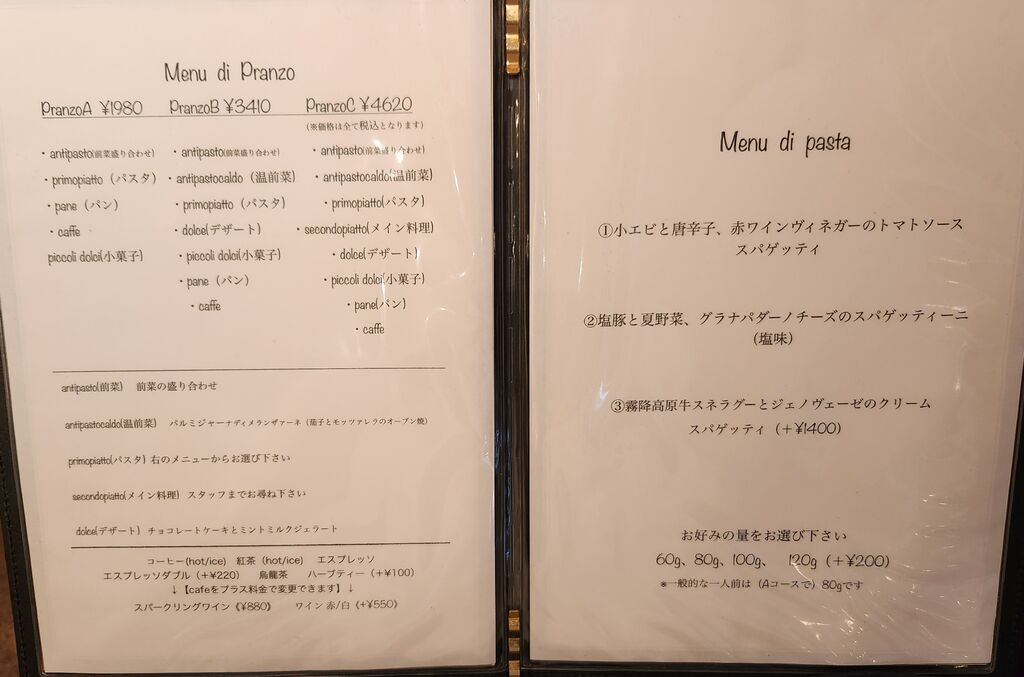 Menu di Pranzo
PranzoA ¥1980 PranzoB ¥3410 PranzoC ¥4620
(※価格は全て税込となります)
・antipasto(前菜盛り合わせ)
・primopiatto（パスタ）
・pane（パン）
・caffe
piccoli dolci(小菓子)
・antipasto(前菜盛り合わせ)
・antipastocaldo（温前菜）
・primopiatto（パスタ）
・dolce(デザート)
・piccoli dolci(小菓子)
・pane（パン）
・caffe
・antipasto(前菜盛り合わせ)
・antipastocaldo(温前菜)
・primopiatto(パスタ)
・secondopiatto(メイン料理)
・dolce(デザート)
・piccoli dolci(小菓子)
・pane(パン)
・caffe
antipasto(前菜) 前菜の盛り合わせ
antipastocaldo(温前菜) パルミジャーナディメランザァーネ（茄子とモッツァレラのオーブン焼）
primopiatto(パスタ) 右のメニューからお選び下さい
secondopiatto(メイン料理) スタッフまでお尋ね下さい
dolce(デザート) チョコレートケーキとミントミルクジェラート
コーヒー(hot/ice) 紅茶（hot/ice） エスプレッソ
エスプレッソダブル（＋¥220） 烏龍茶 ハーブティー（＋¥100）
↓【cafeをプラス料金で変更できます】↓
スパークリングワイン《¥880》 ワイン 赤/白《＋¥550》
Menu di pasta
①小エビと唐辛子、赤ワインヴィネガーのトマトソース
スパゲッティ
②塩豚と夏野菜、グラナパダーノチーズのスパゲッティーニ
（塩味）
③霧降高原牛スネラグーとジェノヴェーゼのクリーム
スパゲッティ（＋¥1400）
お好みの量をお選び下さい
60g、80g、100g、 120g（＋¥200）
※一般的な一人前は（Aコースで）80gです